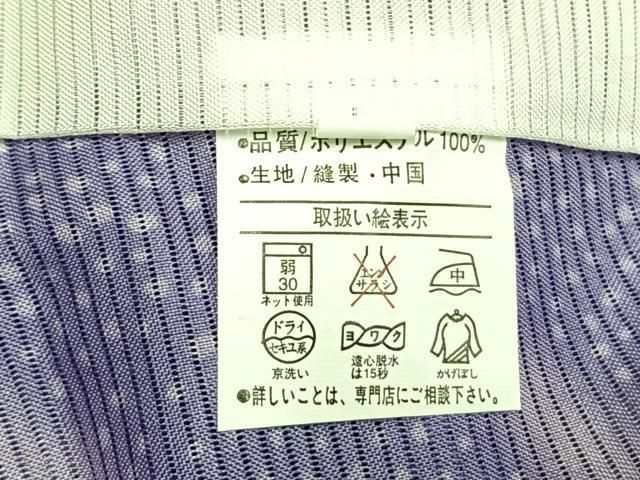 品質/ポリエステル100%
生地/縫製・中国
取扱い絵表示
弱
30
ネット使用
エンソ
サラシ
中
ドライ
セキユ系
京洗い
ヨワク
遠心脱水
は15秒
かげぼし
詳しいことは、専門店にご相談下さい。